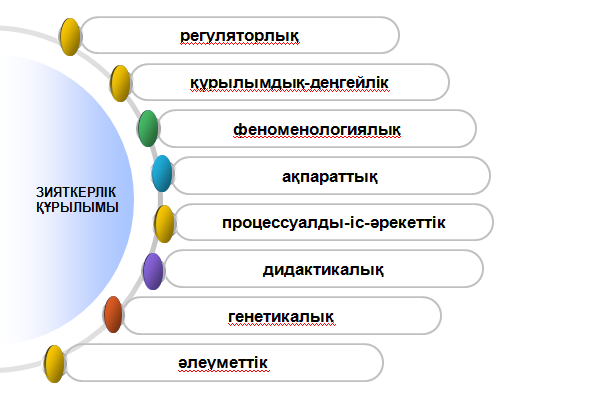 регуляторлық
құрылымдық-деңгейлік
феноменологиялық
ақпараттық
ЗИЯТКЕРЛІК
ҚҰРЫЛЫМЫ
процессуалды-іс-әрекеттік
дидактикалық
генетикалық
әлеуметтік